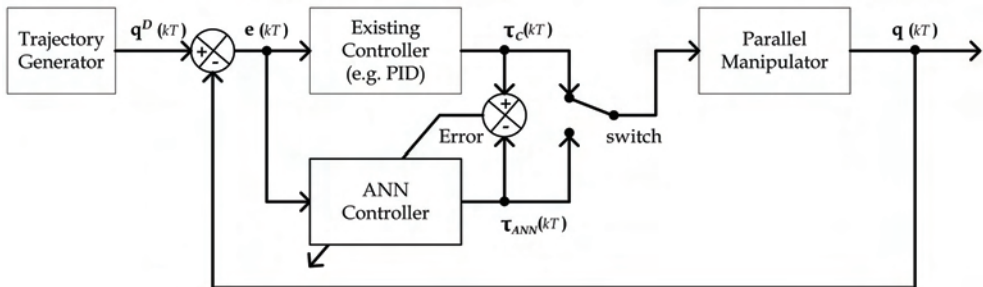 Trajectory
Generator
q^D (kT)
+
-
e (kT)
Existing
Controller
(e.g. PID)
τ_C(kT)
+
-
Error
switch
Parallel
Manipulator
q (kT)
ANN
Controller
τ_ANN(kT)